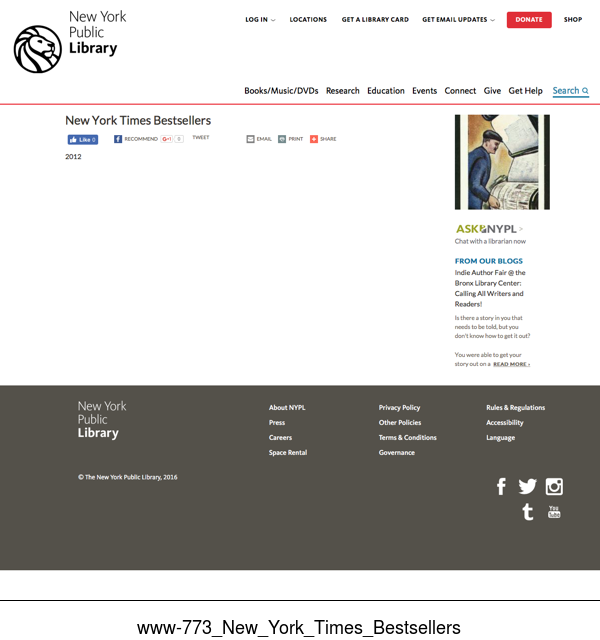 New York
Public
Library
LOG IN
LOCATIONS
GET A LIBRARY CARD
GET EMAIL UPDATES
DONATE
SHOP
Books/Music/DVDs Research Education Events Connect Give Get Help Search
New York Times Bestsellers
Like 0
RECOMMEND
G+1 0
TWEET
EMAIL
PRINT
SHARE
2012
ASK NYPL >
Chat with a librarian now
FROM OUR BLOGS
Indie Author Fair @ the
Bronx Library Center:
Calling All Writers and
Readers!
Is there a story in you that
needs to be told, but you
don't know how to get it out?
You were able to get your
story out on a READ MORE ›
New York
Public
Library
About NYPL
Press
Careers
Space Rental
Privacy Policy
Other Policies
Terms & Conditions
Governance
Rules & Regulations
Accessibility
Language
© The New York Public Library, 2016
You
Tube
www-773_New_York_Times_Bestsellers